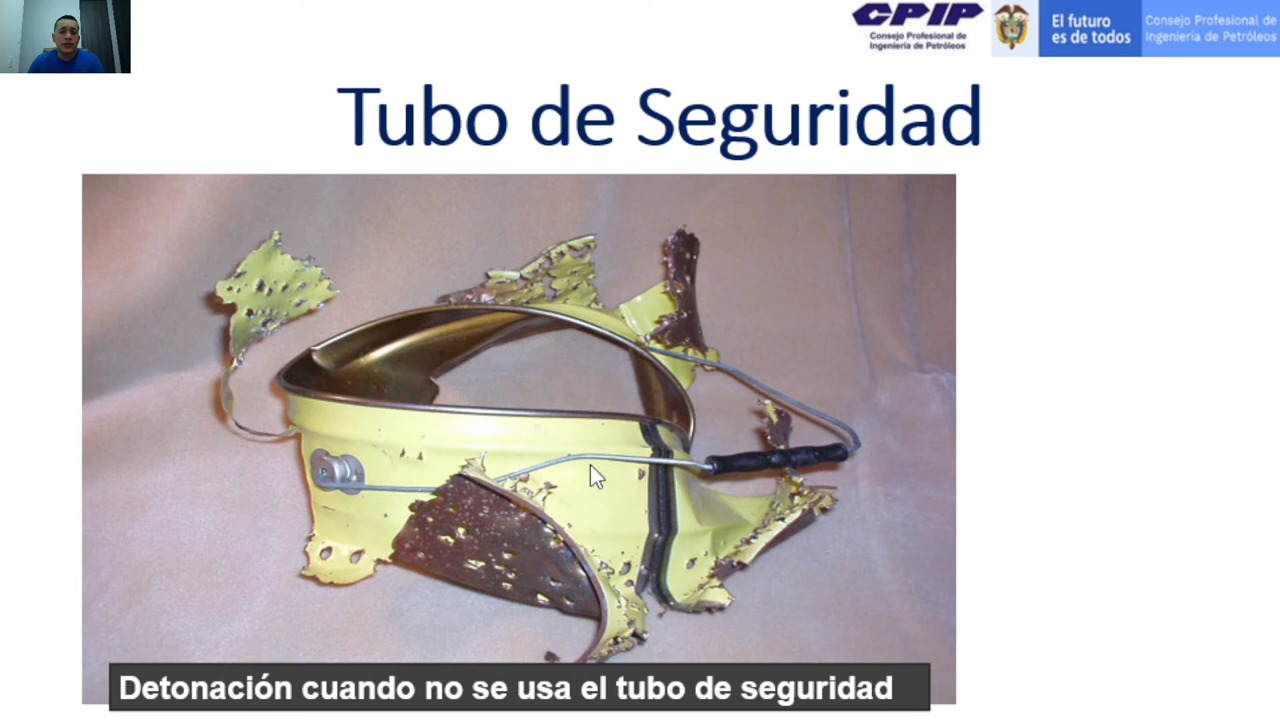 CPIP
Consejo Profesional de
Ingeniería de Petróleos
El futuro
es de todos
Consejo Profesional de
Ingeniería de Petróleos
Tubo de Seguridad
Detonación cuando no se usa el tubo de seguridad